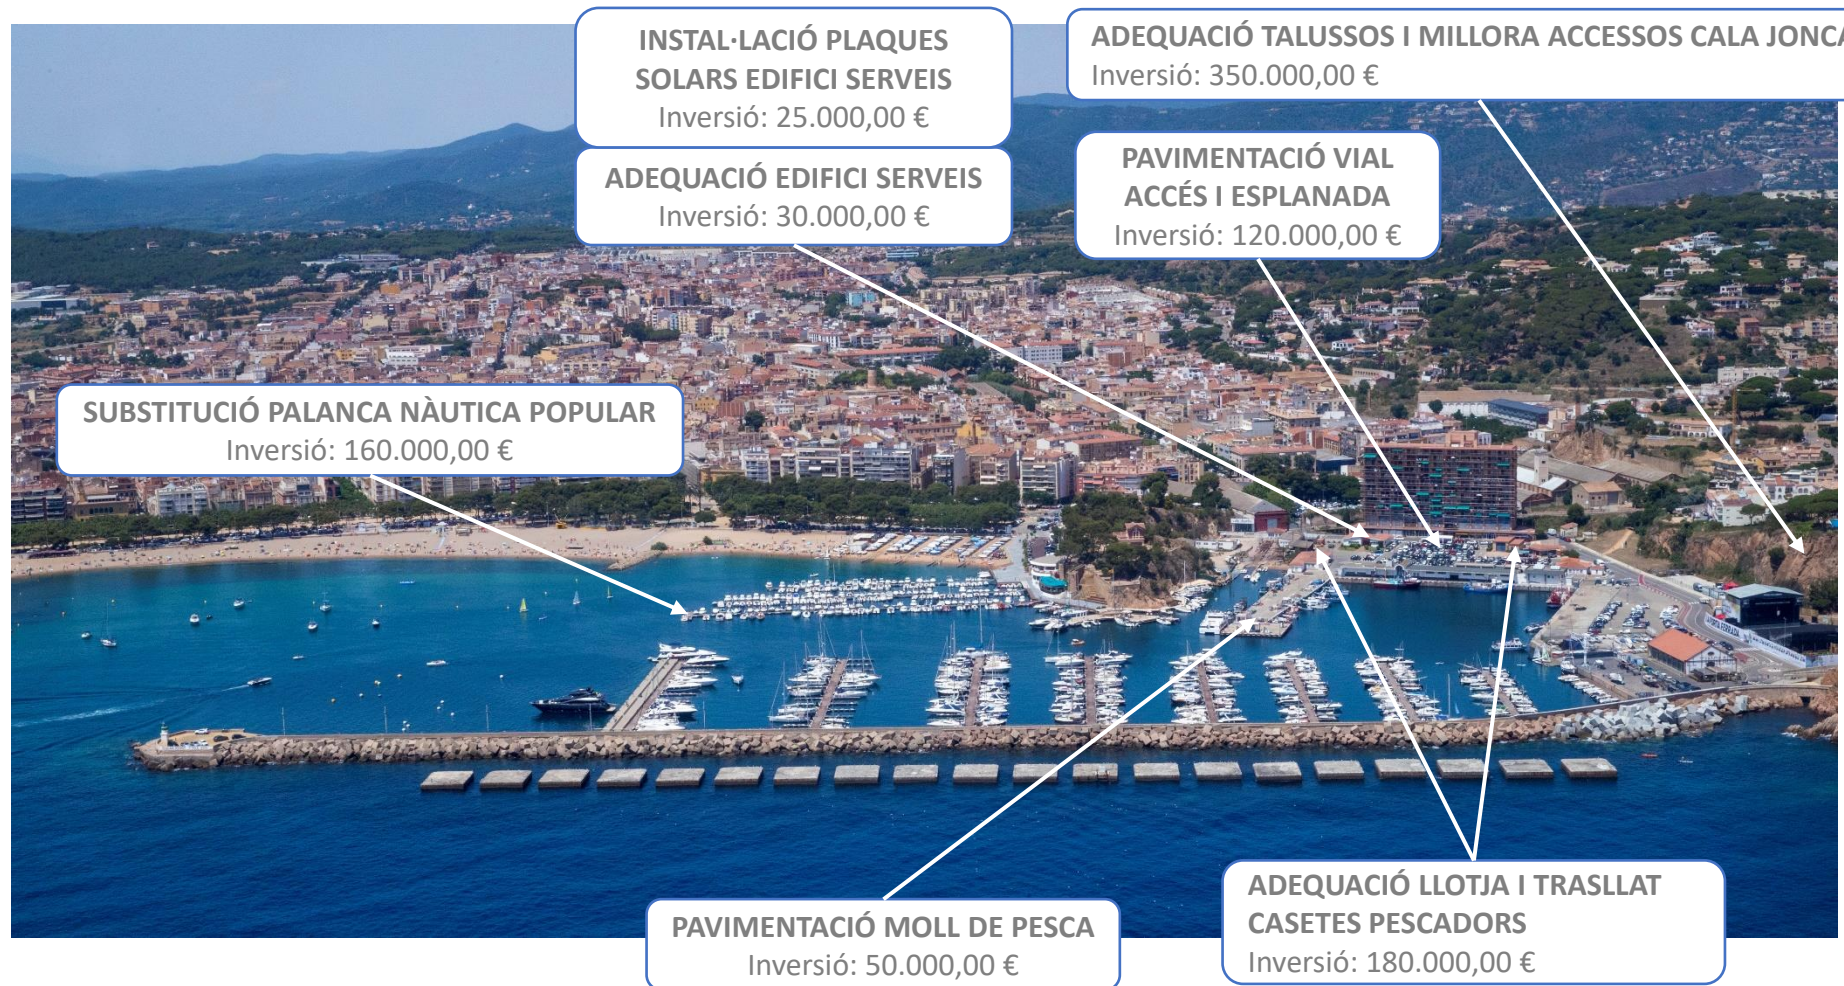 INSTAL·LACIÓ PLAQUES
SOLARS EDIFICI SERVEIS
Inversió: 25.000,00 €
ADEQUACIÓ TALUSSOS I MILLORA ACCESSOS CALA JONCA
Inversió: 350.000,00 €
ADEQUACIÓ EDIFICI SERVEIS
Inversió: 30.000,00 €
PAVIMENTACIÓ VIAL
ACCÉS I ESPLANADA
Inversió: 120.000,00 €
SUBSTITUCIÓ PALANCA NÀUTICA POPULAR
Inversió: 160.000,00 €
PAVIMENTACIÓ MOLL DE PESCA
Inversió: 50.000,00 €
ADEQUACIÓ LLOTJA I TRASLLAT
CASETES PESCADORS
Inversió: 180.000,00 €